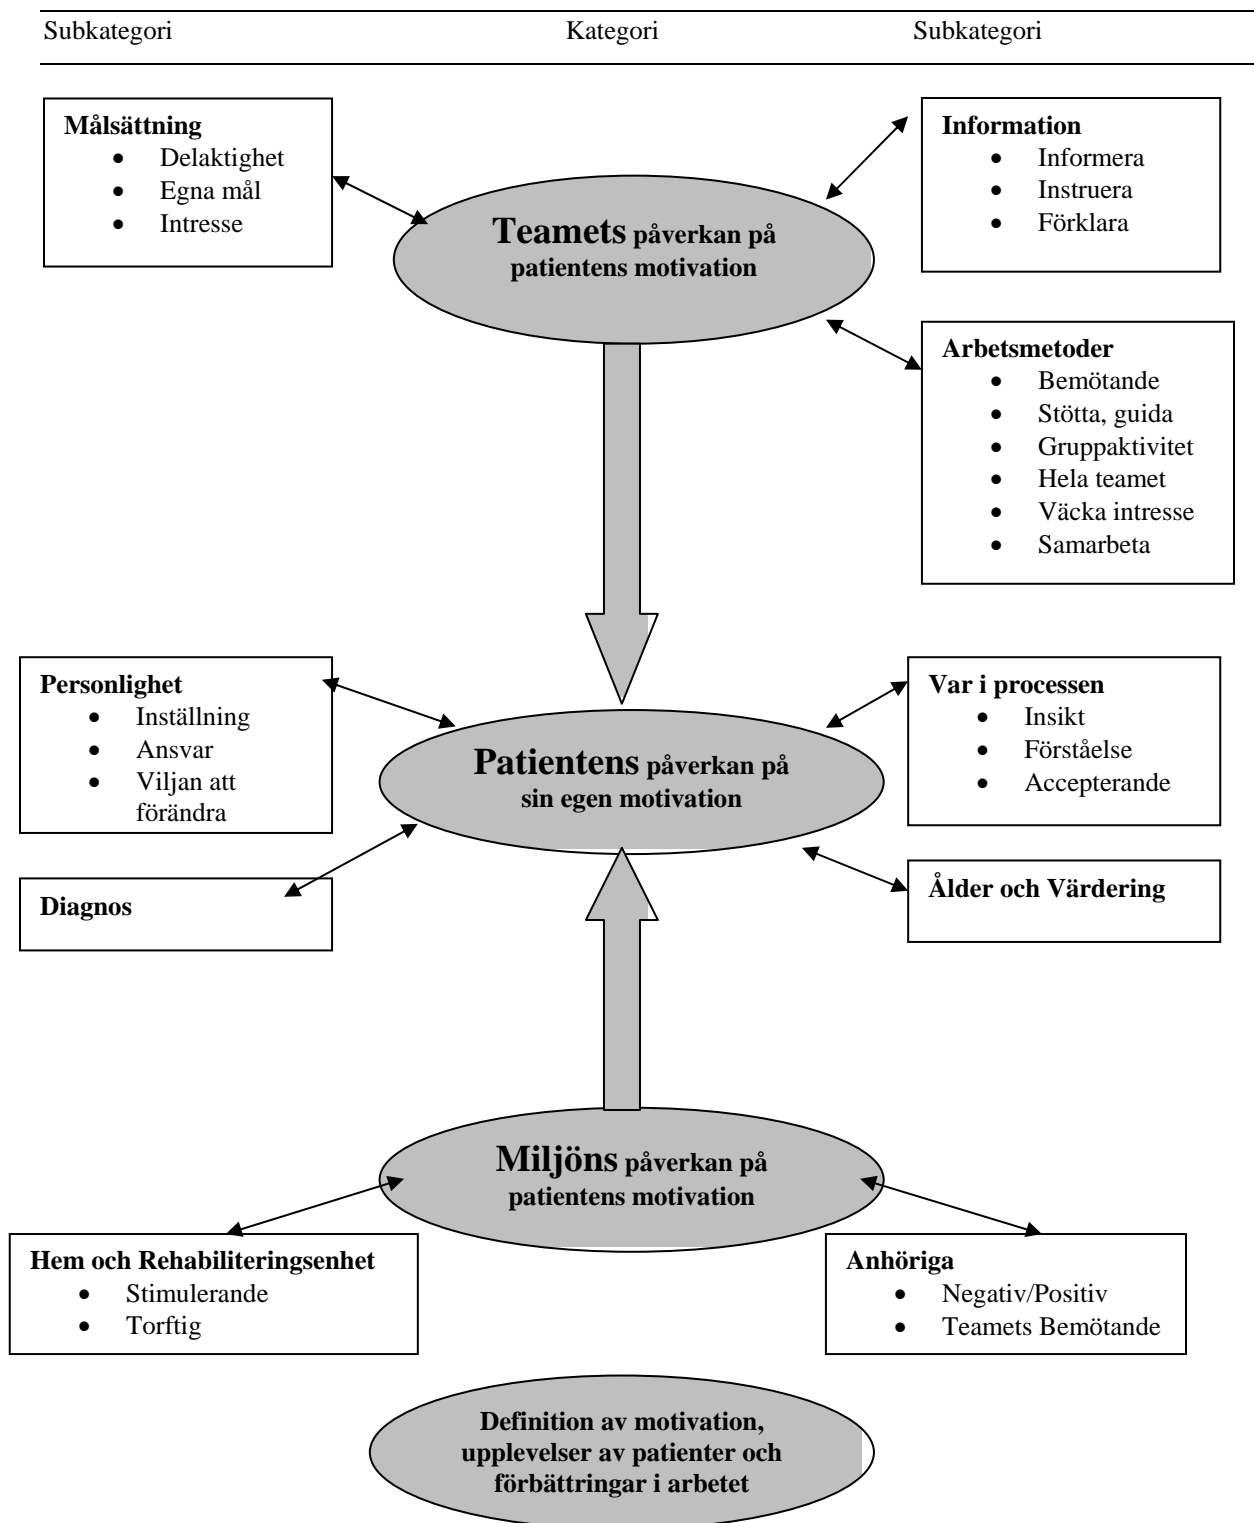 Subkategori
Kategori
Subkategori
Målsättning
• Delaktighet
• Egna mål
• Intresse
Teamets påverkan på
patientens motivation
Information
• Informera
• Instruera
• Förklara
Arbetsmetoder
• Bemötande
• Stötta, guida
• Gruppaktivitet
• Hela teamet
• Väcka intresse
• Samarbeta
Personlighet
• Inställning
• Ansvar
• Viljan att
förändra
Diagnos
Patientens påverkan på
sin egen motivation
Var i processen
• Insikt
• Förståelse
• Accepterande
Ålder och Värdering
Miljöns påverkan på
patientens motivation
Hem och Rehabiliteringsenhet
• Stimulerande
• Torftig
Anhöriga
• Negativ/Positiv
• Teamets Bemötande
Definition av motivation,
upplevelser av patienter och
förbättringar i arbetet